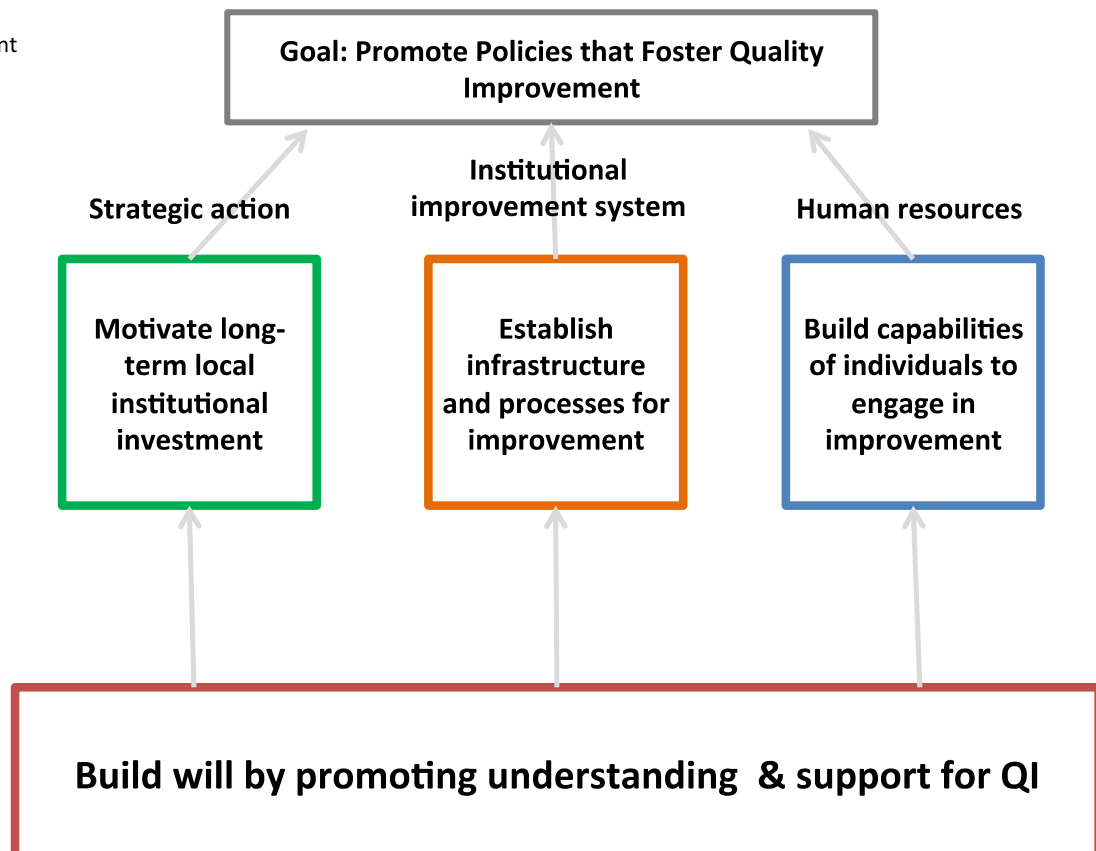 Goal: Promote Policies that Foster Quality
Improvement
Strategic action
Institutional
improvement system
Human resources
Motivate long-
term local
institutional
investment
Establish
infrastructure
and processes for
improvement
Build capabilities
of individuals to
engage in
improvement
Build will by promoting understanding & support for QI